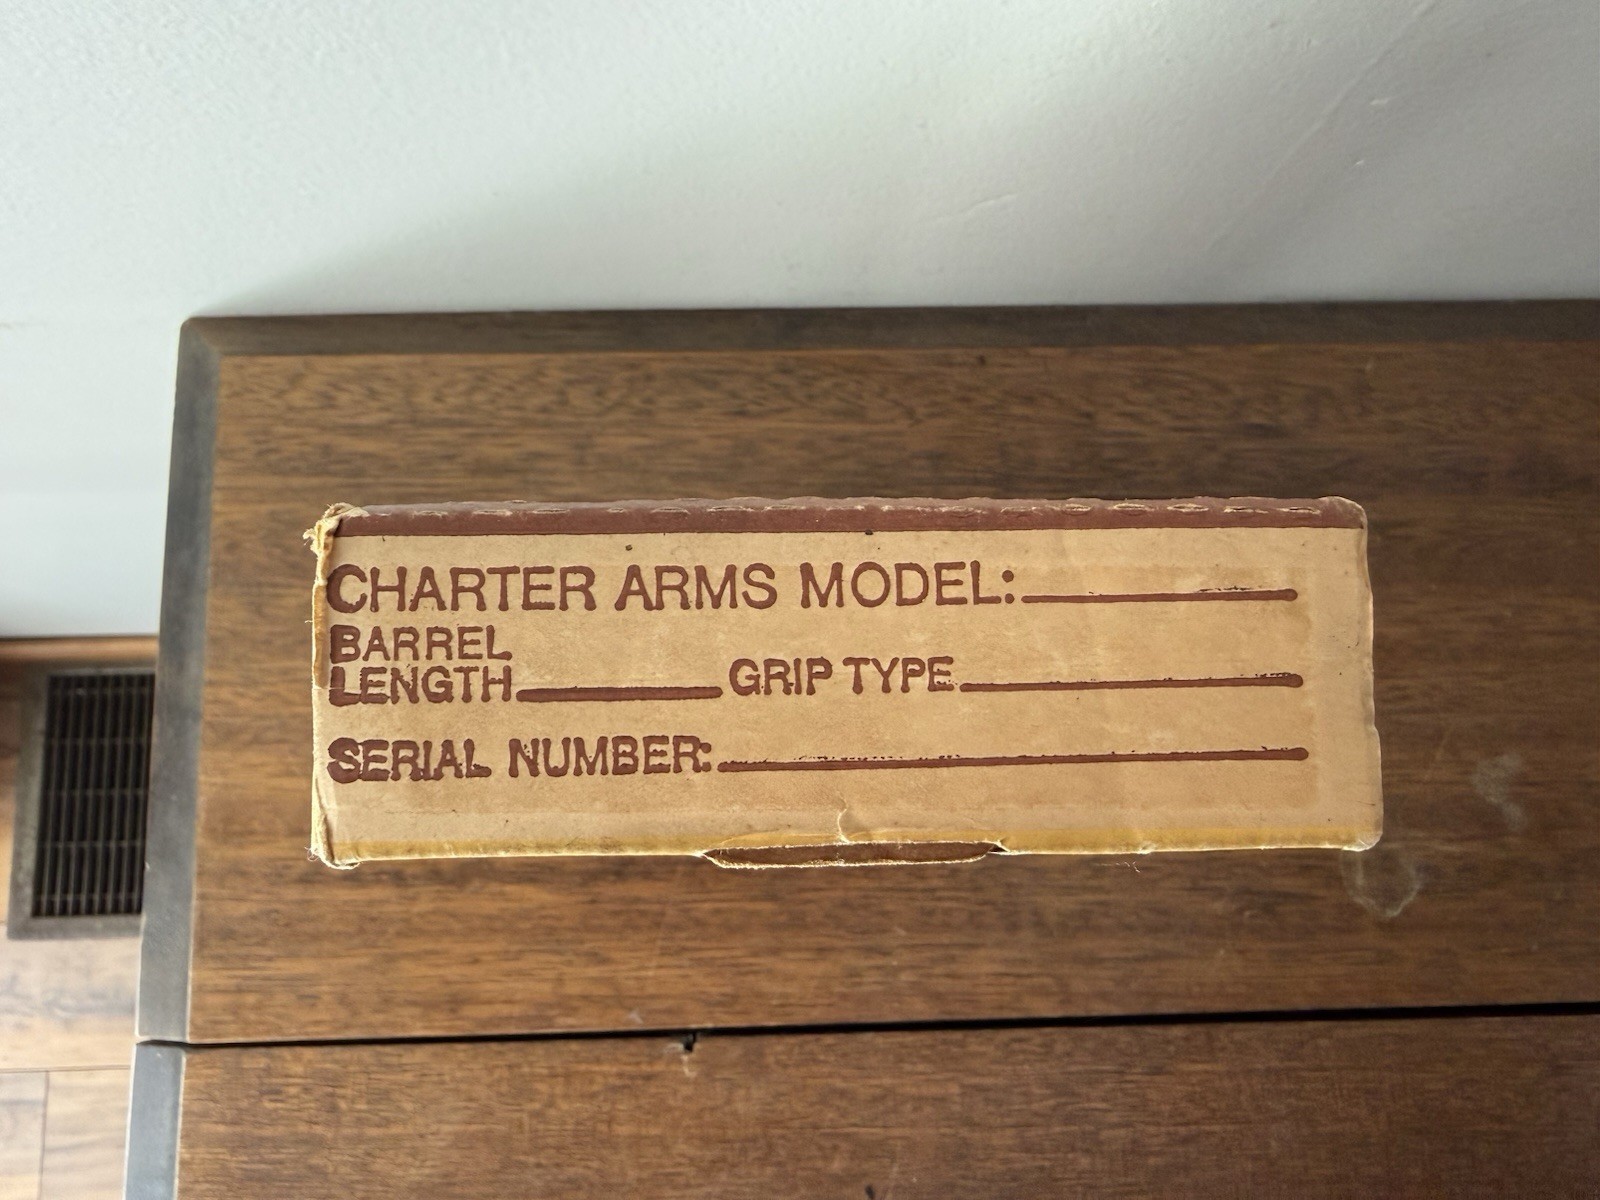 CHARTER ARMS MODEL:
BARREL
LENGTH GRIP TYPE
SERIAL NUMBER: